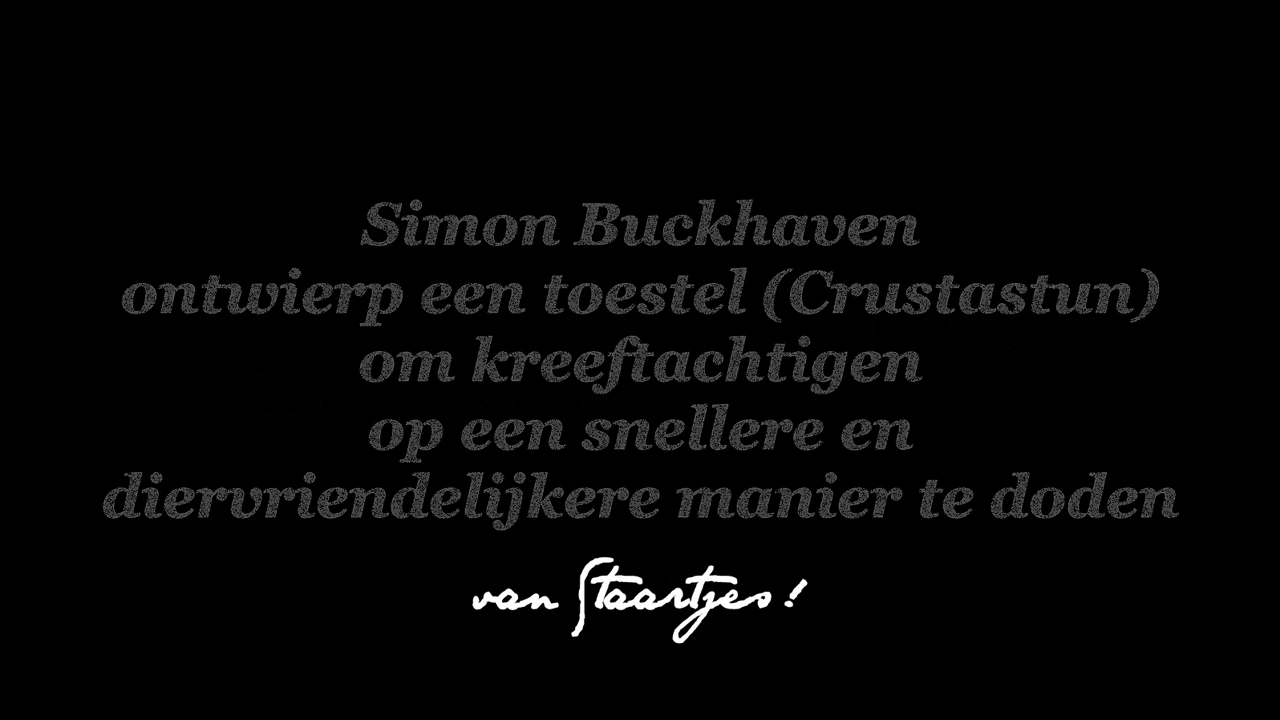 Simon Buckhaven
ontwierp een toestel (Crustastun)
om kreeftachtigen
op een snellere en
diervriendelijkere manier te doden
van Staartjes!